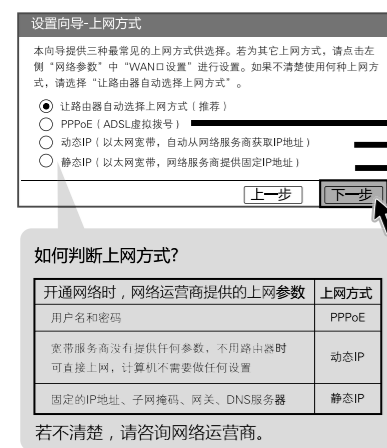 设置向导-上网方式
本向导提供三种最常见的上网方式供选择。若为其它上网方式，请点击左
侧“网络参数”中“WAN口设置”进行设置。如果不清楚使用何种上网方
式，请选择“让路由器自动选择上网方式”。
让路由器自动选择上网方式（推荐）
PPPoE（ADSL虚拟拨号）
动态IP（以太网宽带，自动从网络服务商获取IP地址）
静态IP（以太网宽带，网络服务商提供固定IP地址）
上一步 下一步
如何判断上网方式?
开通网络时，网络运营商提供的上网参数 上网方式
用户名和密码 PPPoE
宽带服务商没有提供任何参数，不用路由器时
可直接上网，计算机不需要做任何设置
动态IP
固定的IP地址、子网掩码、网关、DNS服务器 静态IP
若不清楚，请咨询网络运营商。